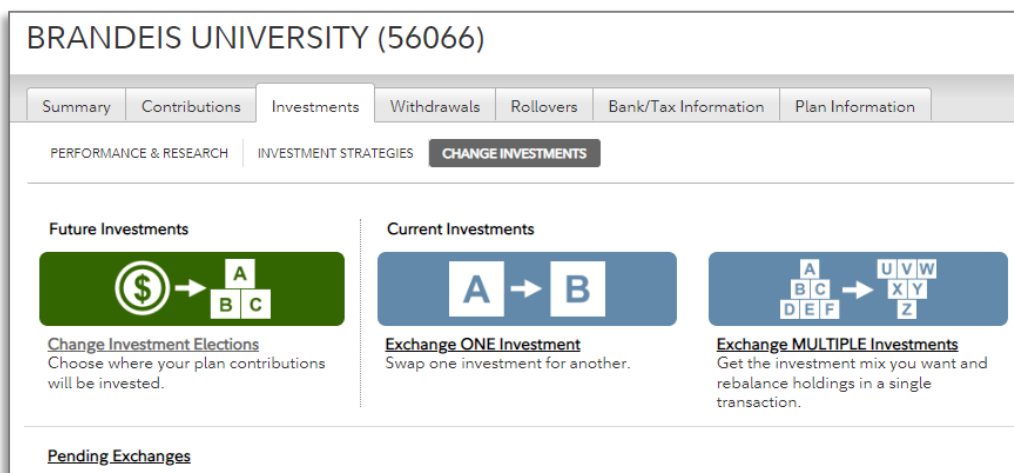 BRANDEIS UNIVERSITY (56066)
Summary Contributions Investments Withdrawals Rollovers Bank/Tax Information Plan Information
PERFORMANCE & RESEARCH INVESTMENT STRATEGIES CHANGE INVESTMENTS
Future Investments
$ A
B C
Change Investment Elections
Choose where your plan contributions
will be invested.
Current Investments
A B
Exchange ONE Investment
Swap one investment for another.
A
B C
D E F
U V W
X Y
Z
Exchange MULTIPLE Investments
Get the investment mix you want and
rebalance holdings in a single
transaction.
Pending Exchanges